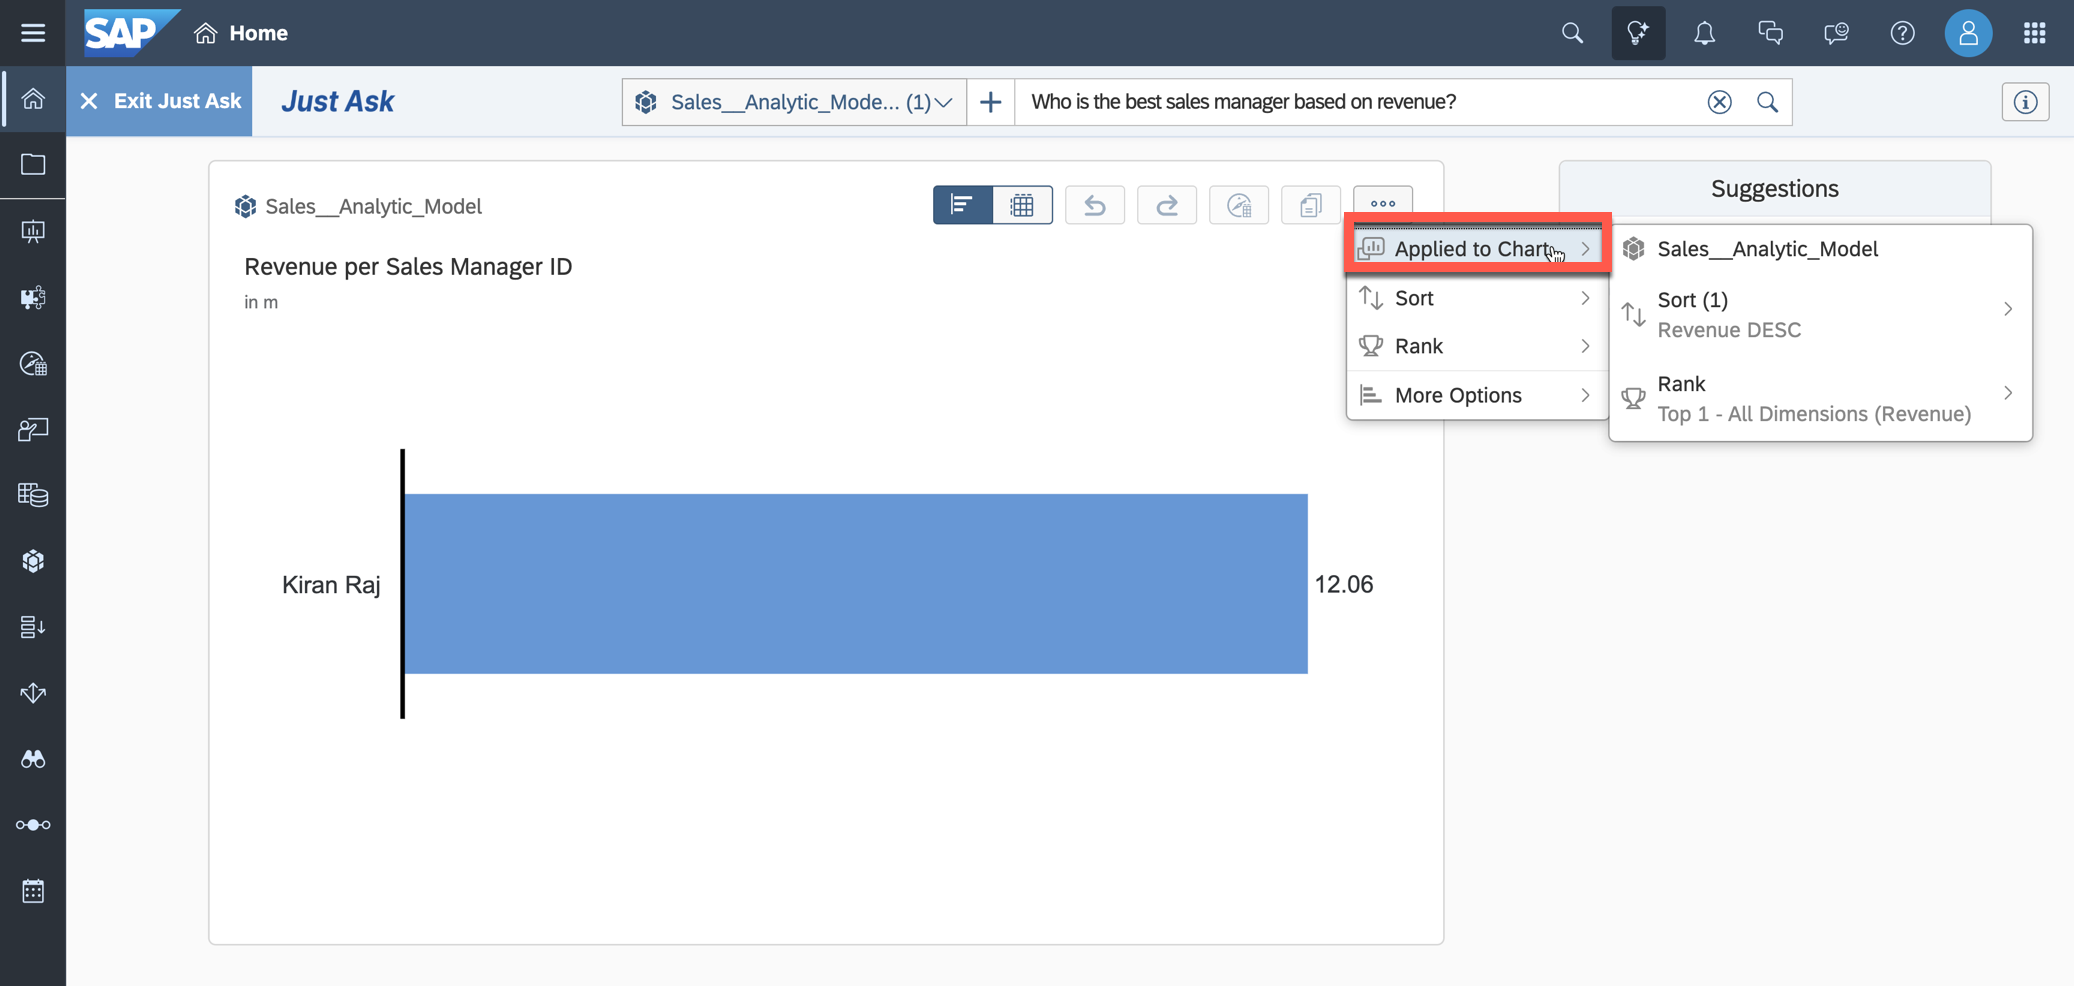 SAP
Home
Exit Just Ask
Just Ask
Sales__Analytic_Mode... (1)
Who is the best sales manager based on revenue?
Sales__Analytic_Model
Suggestions
Revenue per Sales Manager ID
in m
Applied to Chart
Sort
Rank
More Options
Sales__Analytic_Model
Sort (1)
Revenue DESC
Rank
Top 1 - All Dimensions (Revenue)
Kiran Raj
12.06